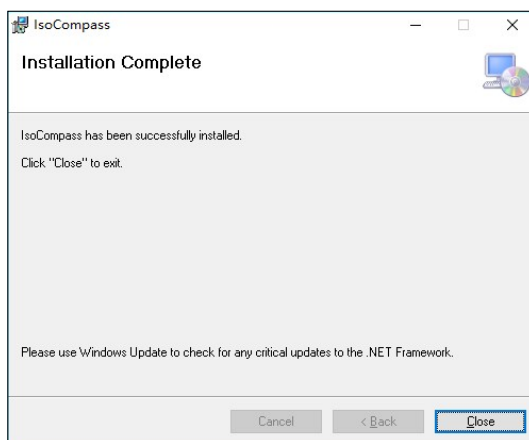 IsoCompass
Installation Complete
IsoCompass has been successfully installed.
Click "Close" to exit.
Please use Windows Update to check for any critical updates to the .NET Framework.
Cancel < Back Close